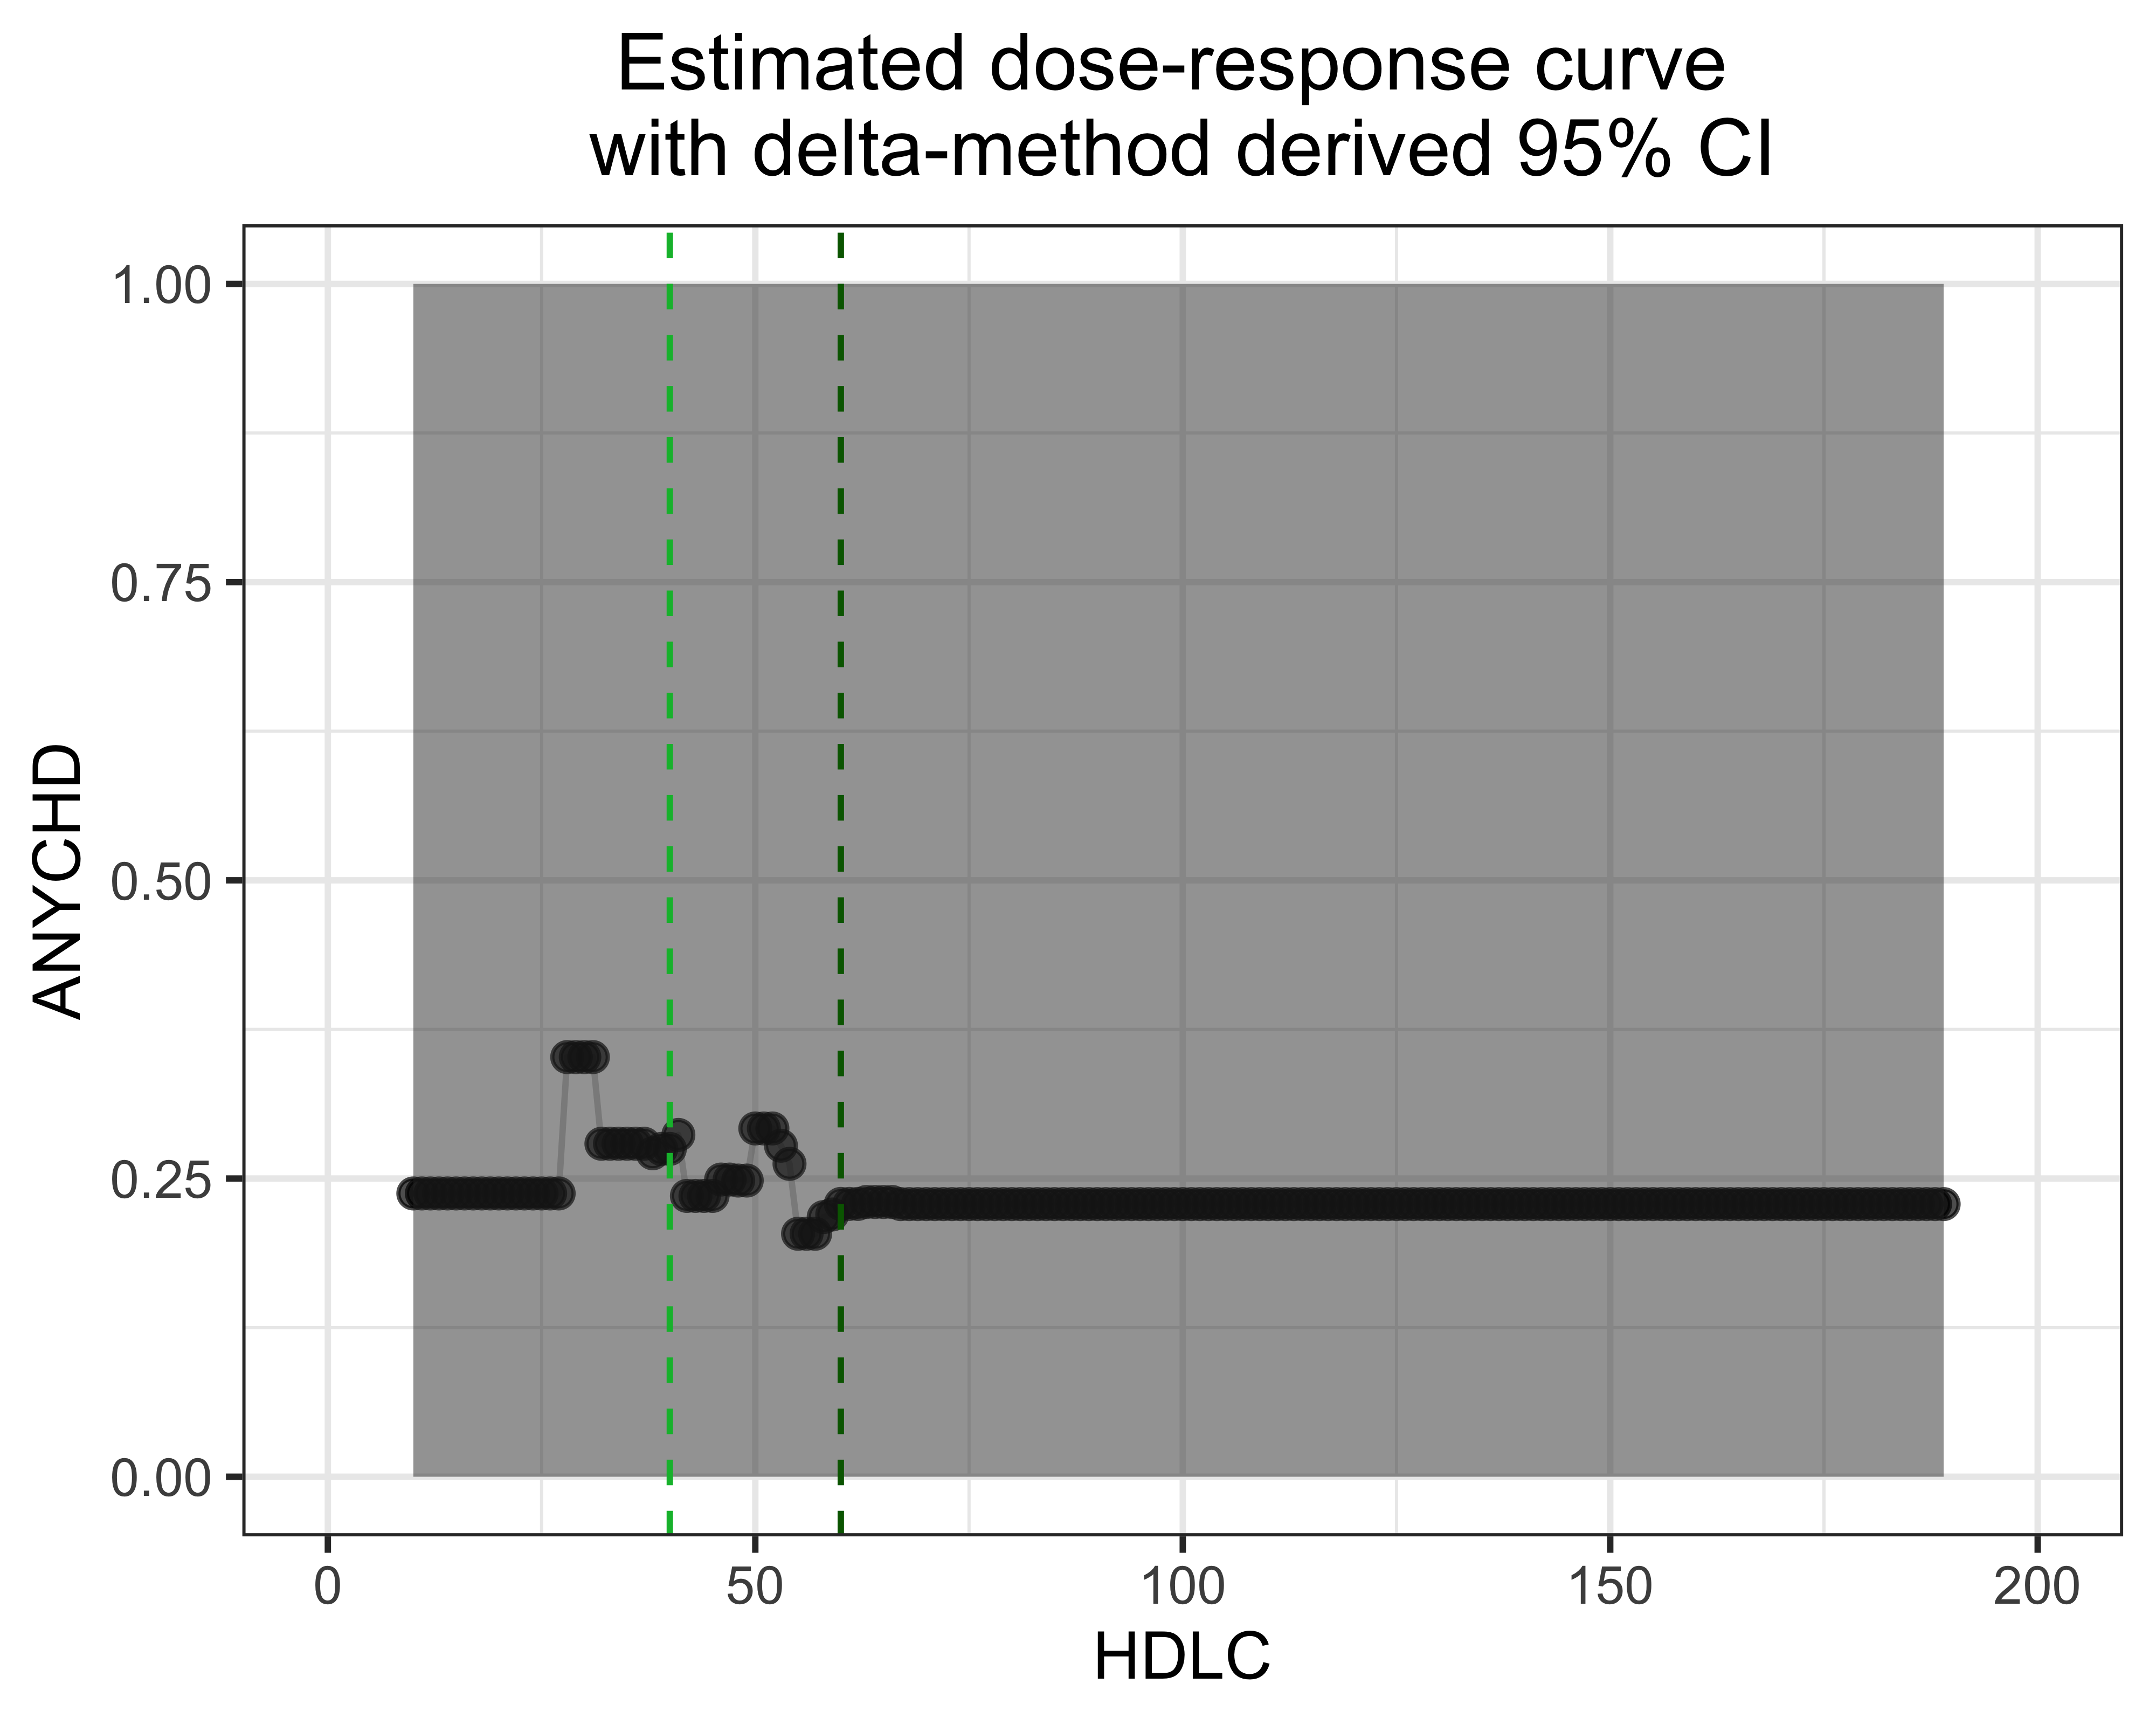 Estimated dose-response curve
with delta-method derived 95% CI
1.00
0.75
0.50
0.25
0.00
ANYCHD
0 50 100 150 200
HDLC